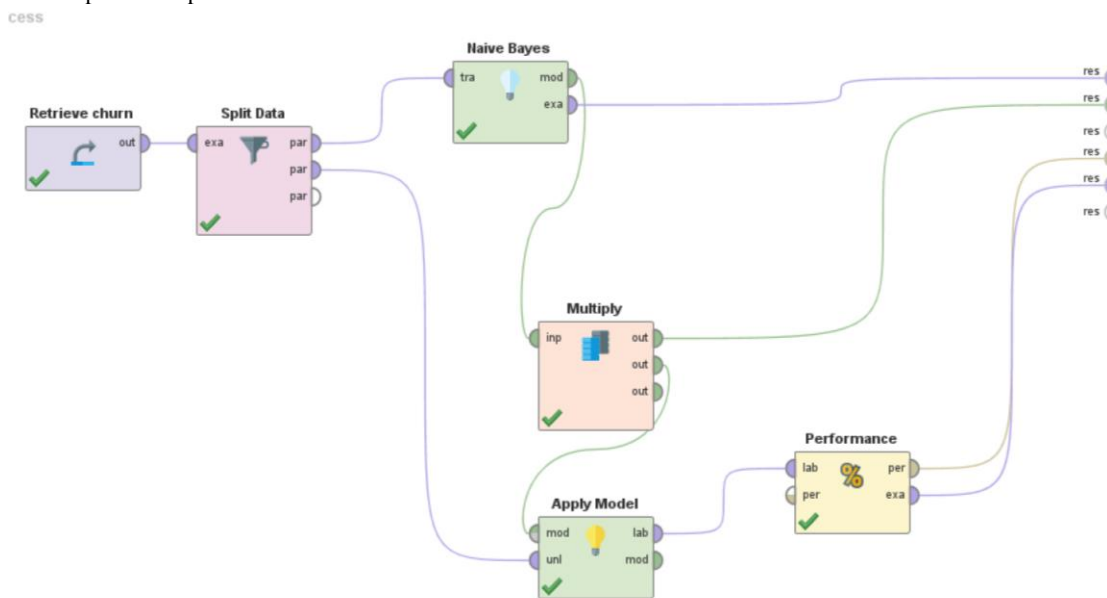 cess
Naive Bayes
tra
mod
exa
Retrieve churn
out
Split Data
exa
par
par
par
res
res
res
res
res
res
Multiply
inp
out
out
out
Performance
lab
per
per
exa
Apply Model
mod
lab
unl
mod